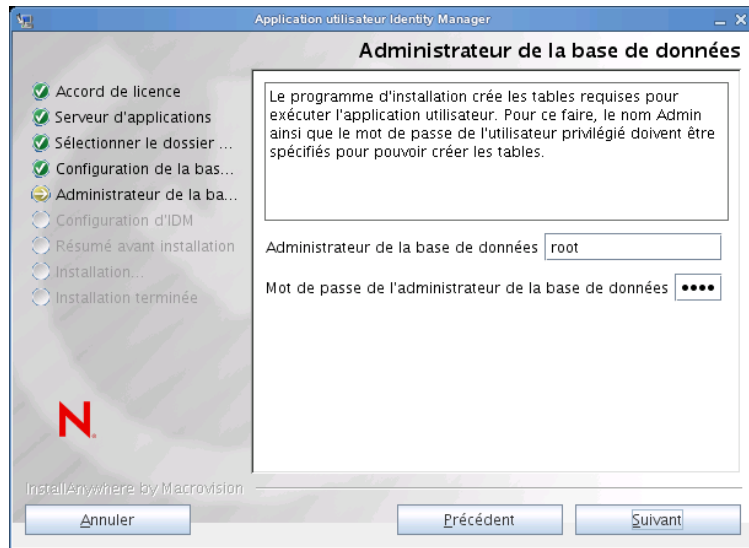 Application utilisateur Identity Manager
Administrateur de la base de données
Accord de licence
Serveur d'applications
Sélectionner le dossier ...
Configuration de la bas...
Administrateur de la ba...
Configuration d'IDM
Résumé avant installation
Installation...
Installation terminée
Le programme d'installation crée les tables requises pour
exécuter l'application utilisateur. Pour ce faire, le nom Admin
ainsi que le mot de passe de l'utilisateur privilégié doivent être
spécifiés pour pouvoir créer les tables.
Administrateur de la base de données root
Mot de passe de l'administrateur de la base de données ••••
N.
InstallAnywhere by Macrovision
Annuler
Précédent
Suivant